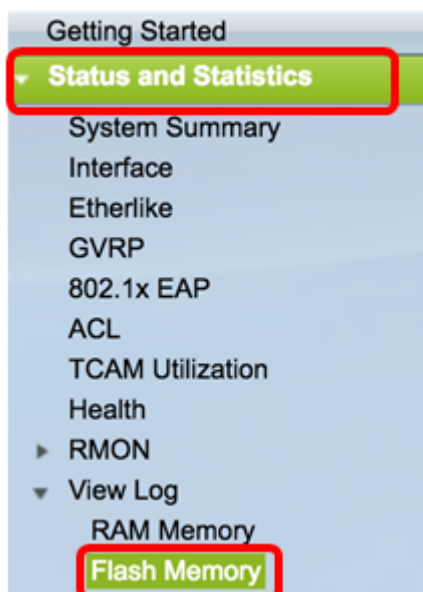 Getting Started
Status and Statistics
System Summary
Interface
Etherlike
GVRP
802.1x EAP
ACL
TCAM Utilization
Health
RMON
View Log
RAM Memory
Flash Memory